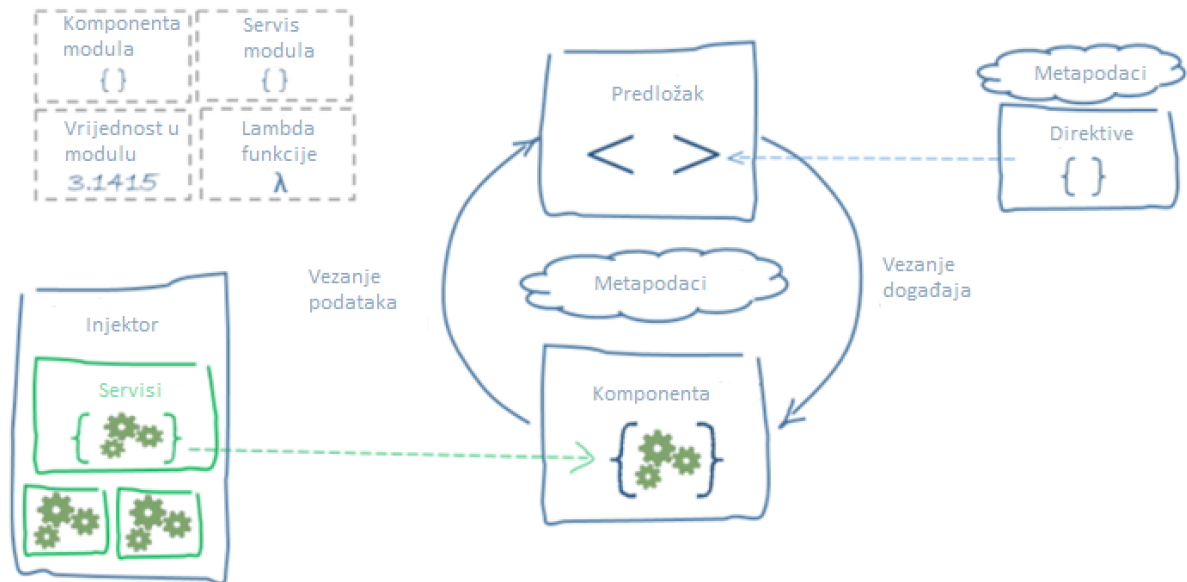 Komponenta
modula
{ }
Servis
modula
{ }
Vrijednost u
modulu
3.1415
Lambda
funkcije
λ
Predložak
< >
Metapodaci
Direktive
{ }
Vezanje
podataka
Metapodaci
Vezanje
događaja
Injektor
Servisi
{ }
Komponenta
{ }